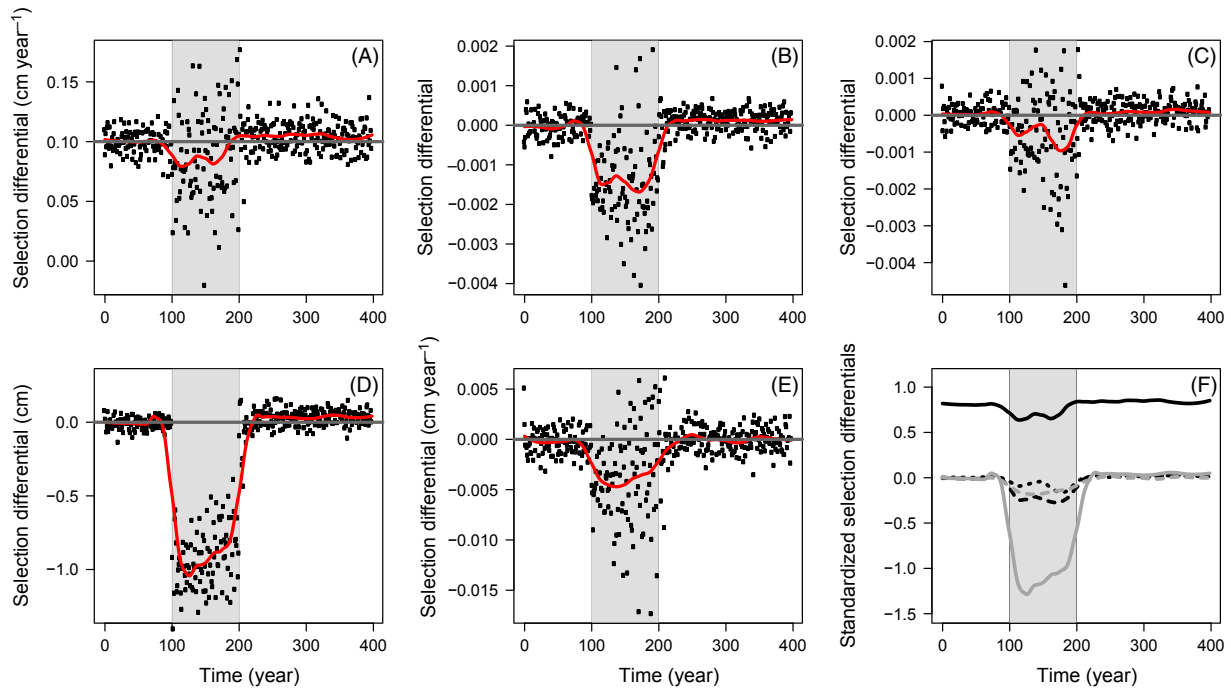 (A)
Selection differential (cm year−1)
0.15
0.10
0.05
0.00
0 100 200 300 400
(B)
Selection differential
0.002
0.001
0.000
−0.001
−0.002
−0.003
−0.004
0 100 200 300 400
(C)
Selection differential
0.002
0.001
0.000
−0.001
−0.002
−0.003
−0.004
0 100 200 300 400
(D)
Selection differential (cm)
0.0
−0.5
−1.0
0 100 200 300 400
Time (year)
(E)
Selection differential (cm year−1)
0.005
0.000
−0.005
−0.010
−0.015
0 100 200 300 400
Time (year)
(F)
Standardized selection differentials
1.0
0.5
0.0
−0.5
−1.0
−1.5
0 100 200 300 400
Time (year)